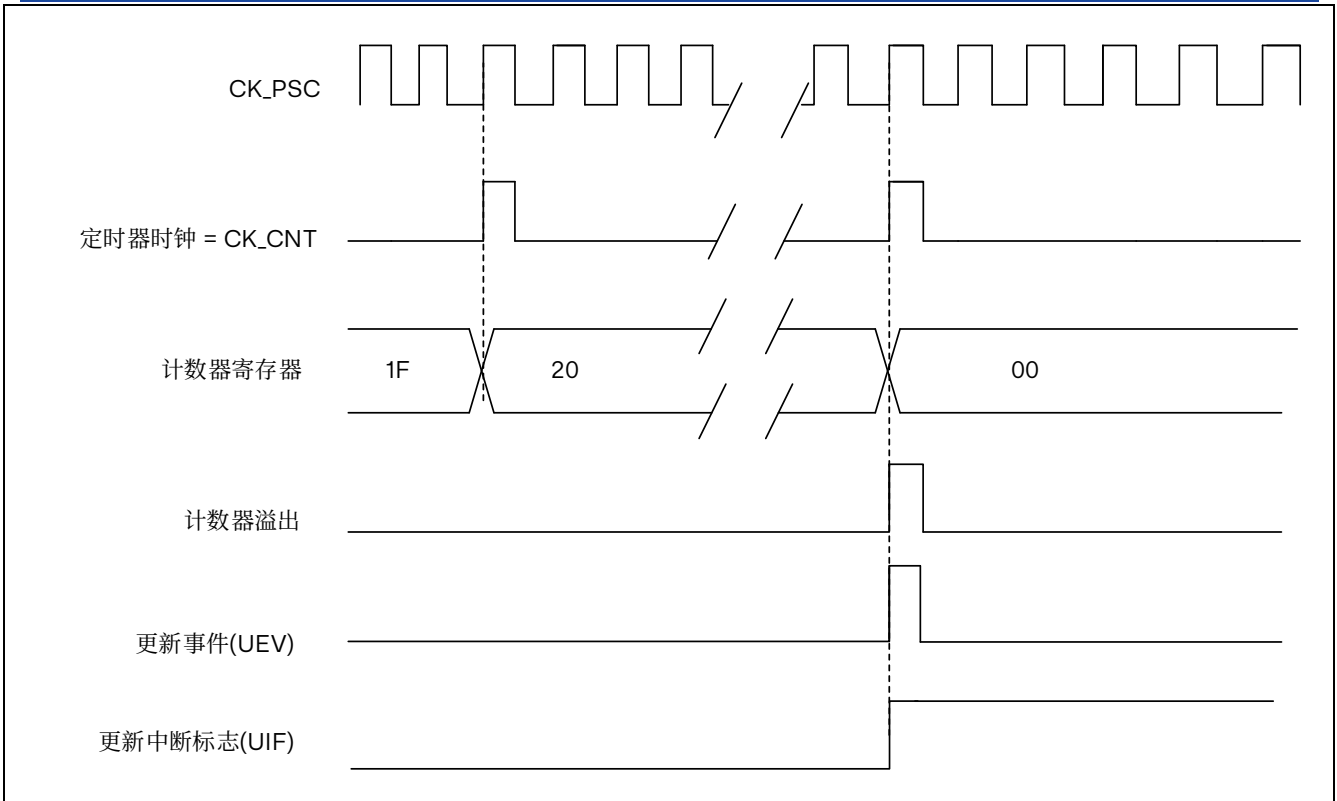 CK_PSC
定时器时钟 = CK_CNT
计数器寄存器 1F 20 00
计数器溢出
更新事件(UEV)
更新中断标志(UIF)